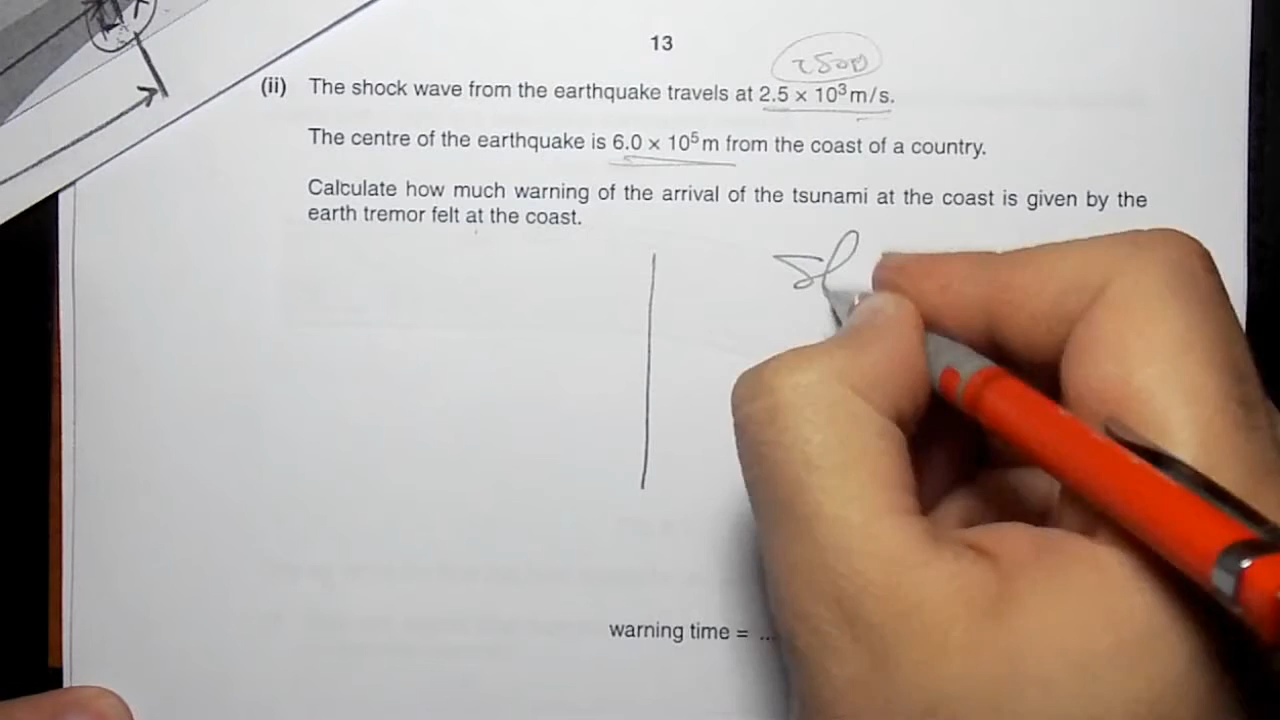 13
2500
(ii) The shock wave from the earthquake travels at 2.5 × 10³ m/s.
The centre of the earthquake is 6.0 × 10⁵ m from the coast of a country.
Calculate how much warning of the arrival of the tsunami at the coast is given by the
earth tremor felt at the coast.
warning time = ...